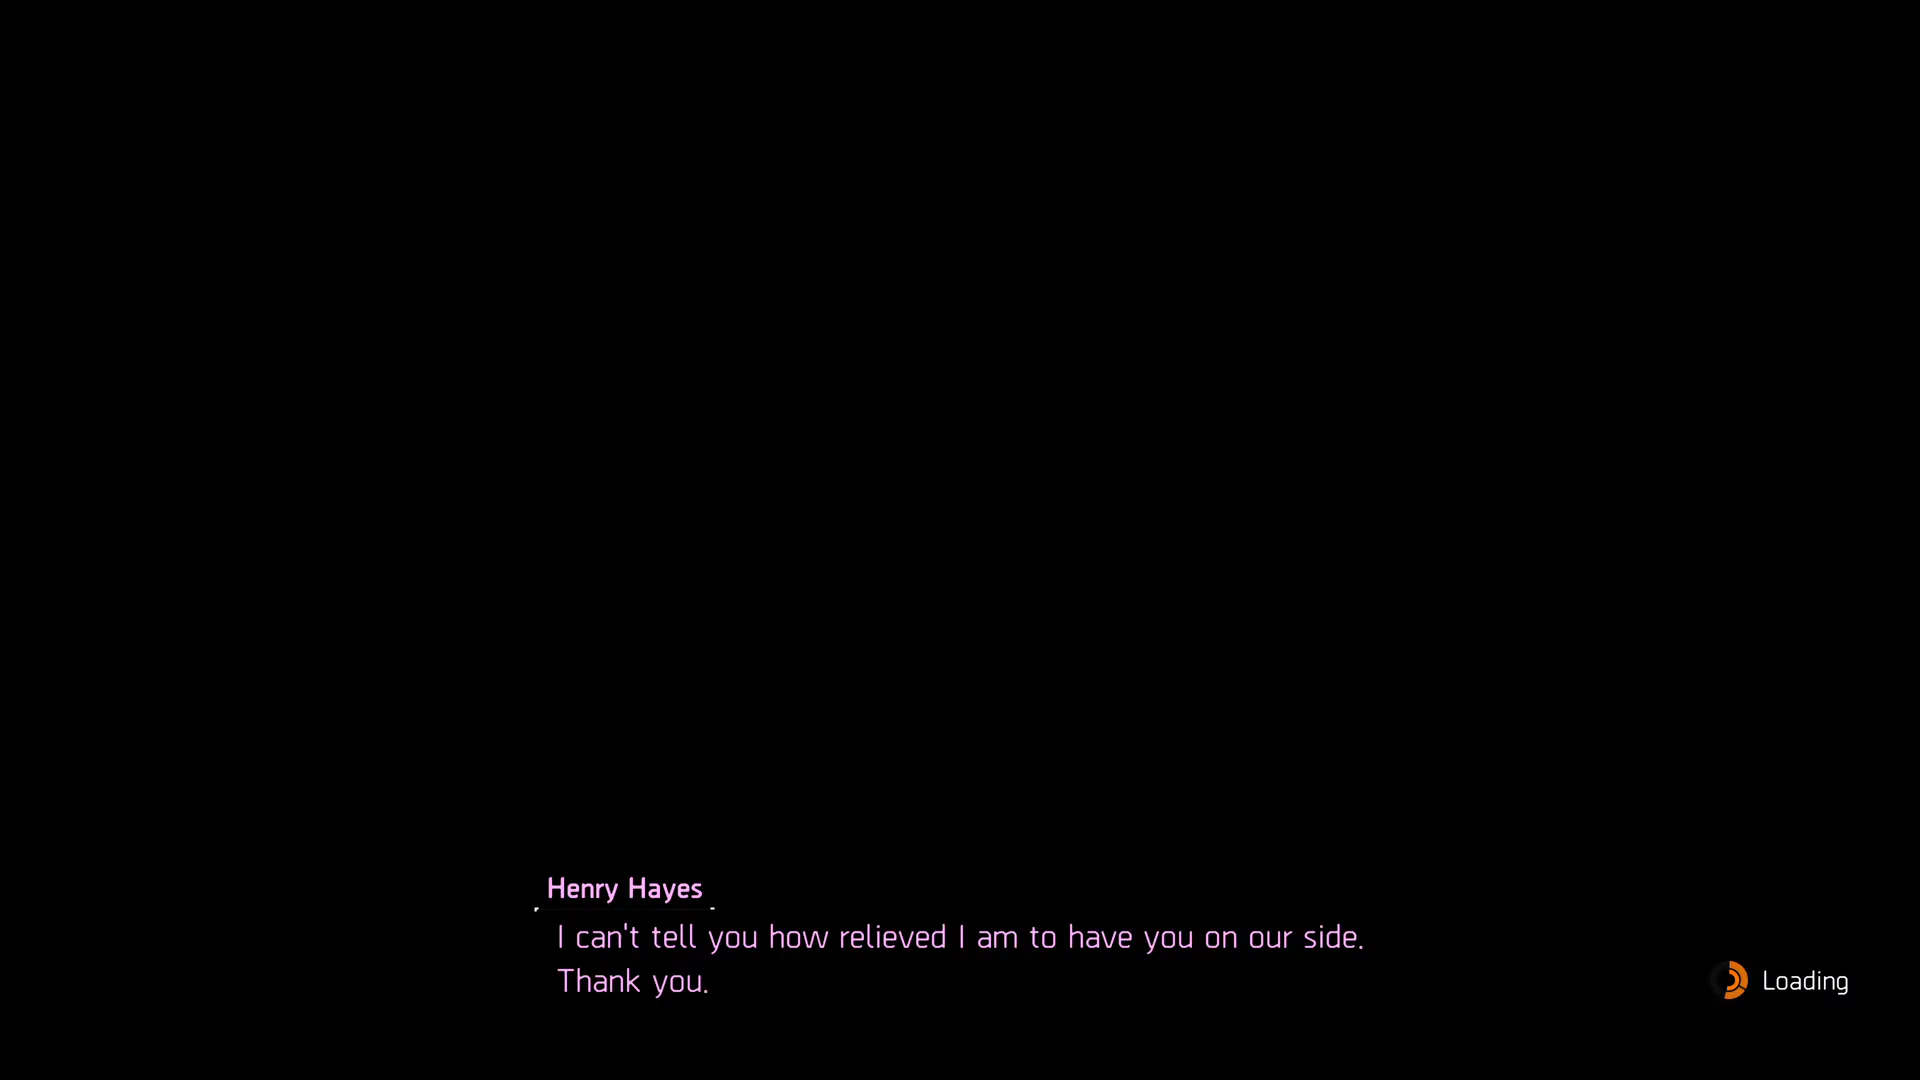 Henry Hayes
I can't tell you how relieved I am to have you on our side.
Thank you.
Loading